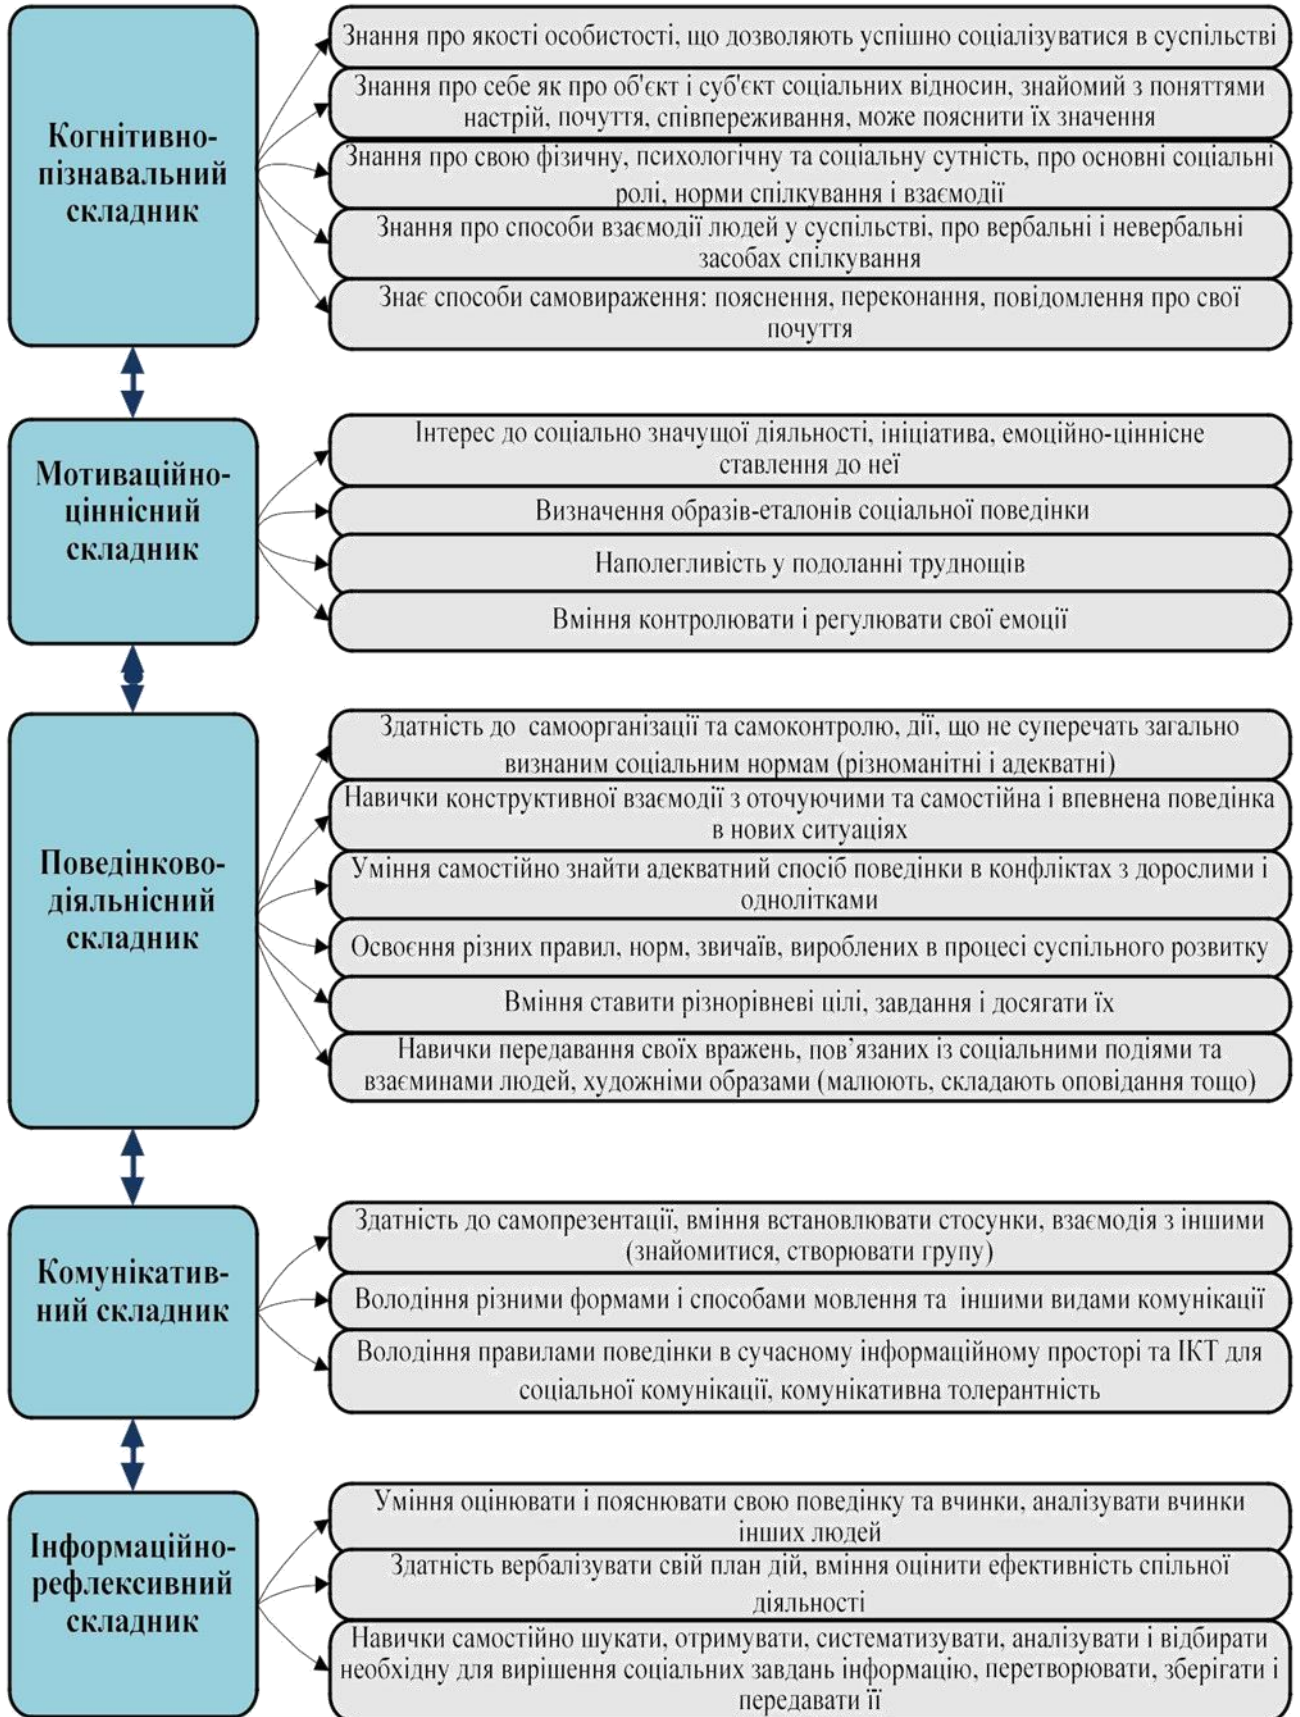 Когнітивно-
пізнавальний
складник
Знання про якості особистості, що дозволяють успішно соціалізуватися в суспільстві
Знання про себе як про об'єкт і суб'єкт соціальних відносин, знайомий з поняттями
настрій, почуття, співпереживання, може пояснити їх значення
Знання про свою фізичну, психологічну та соціальну сутність, про основні соціальні
ролі, норми спілкування і взаємодії
Знання про способи взаємодії людей у суспільстві, про вербальні і невербальні
засобах спілкування
Знає способи самовираження: пояснення, переконання, повідомлення про свої
почуття
Мотиваційно-
ціннісний
складник
Інтерес до соціально значущої діяльності, ініціатива, емоційно-ціннісне
ставлення до неї
Визначення образів-еталонів соціальної поведінки
Наполегливість у подоланні труднощів
Вміння контролювати і регулювати свої емоції
Поведінково-
діяльнісний
складник
Здатність до самоорганізації та самоконтролю, дії, що не суперечать загально
визнаним соціальним нормам (різноманітні і адекватні)
Навички конструктивної взаємодії з оточуючими та самостійна і впевнена поведінка
в нових ситуаціях
Уміння самостійно знайти адекватний спосіб поведінки в конфліктах з дорослими і
однолітками
Освоєння різних правил, норм, звичаїв, вироблених в процесі суспільного розвитку
Вміння ставити різнорівневі цілі, завдання і досягати їх
Навички передавання своїх вражень, пов’язаних із соціальними подіями та
взаєминами людей, художніми образами (малюють, складають оповідання тощо)
Комунікатив-
ний складник
Здатність до самопрезентації, вміння встановлювати стосунки, взаємодія з іншими
(знайомитися, створювати групу)
Володіння різними формами і способами мовлення та іншими видами комунікації
Володіння правилами поведінки в сучасному інформаційному просторі та ІКТ для
соціальної комунікації, комунікативна толерантність
Інформаційно-
рефлексивний
складник
Уміння оцінювати і пояснювати свою поведінку та вчинки, аналізувати вчинки
інших людей
Здатність вербалізувати свій план дій, вміння оцінити ефективність спільної
діяльності
Навички самостійно шукати, отримувати, систематизувати, аналізувати і відбирати
необхідну для вирішення соціальних завдань інформацію, перетворювати, зберігати і
передавати її